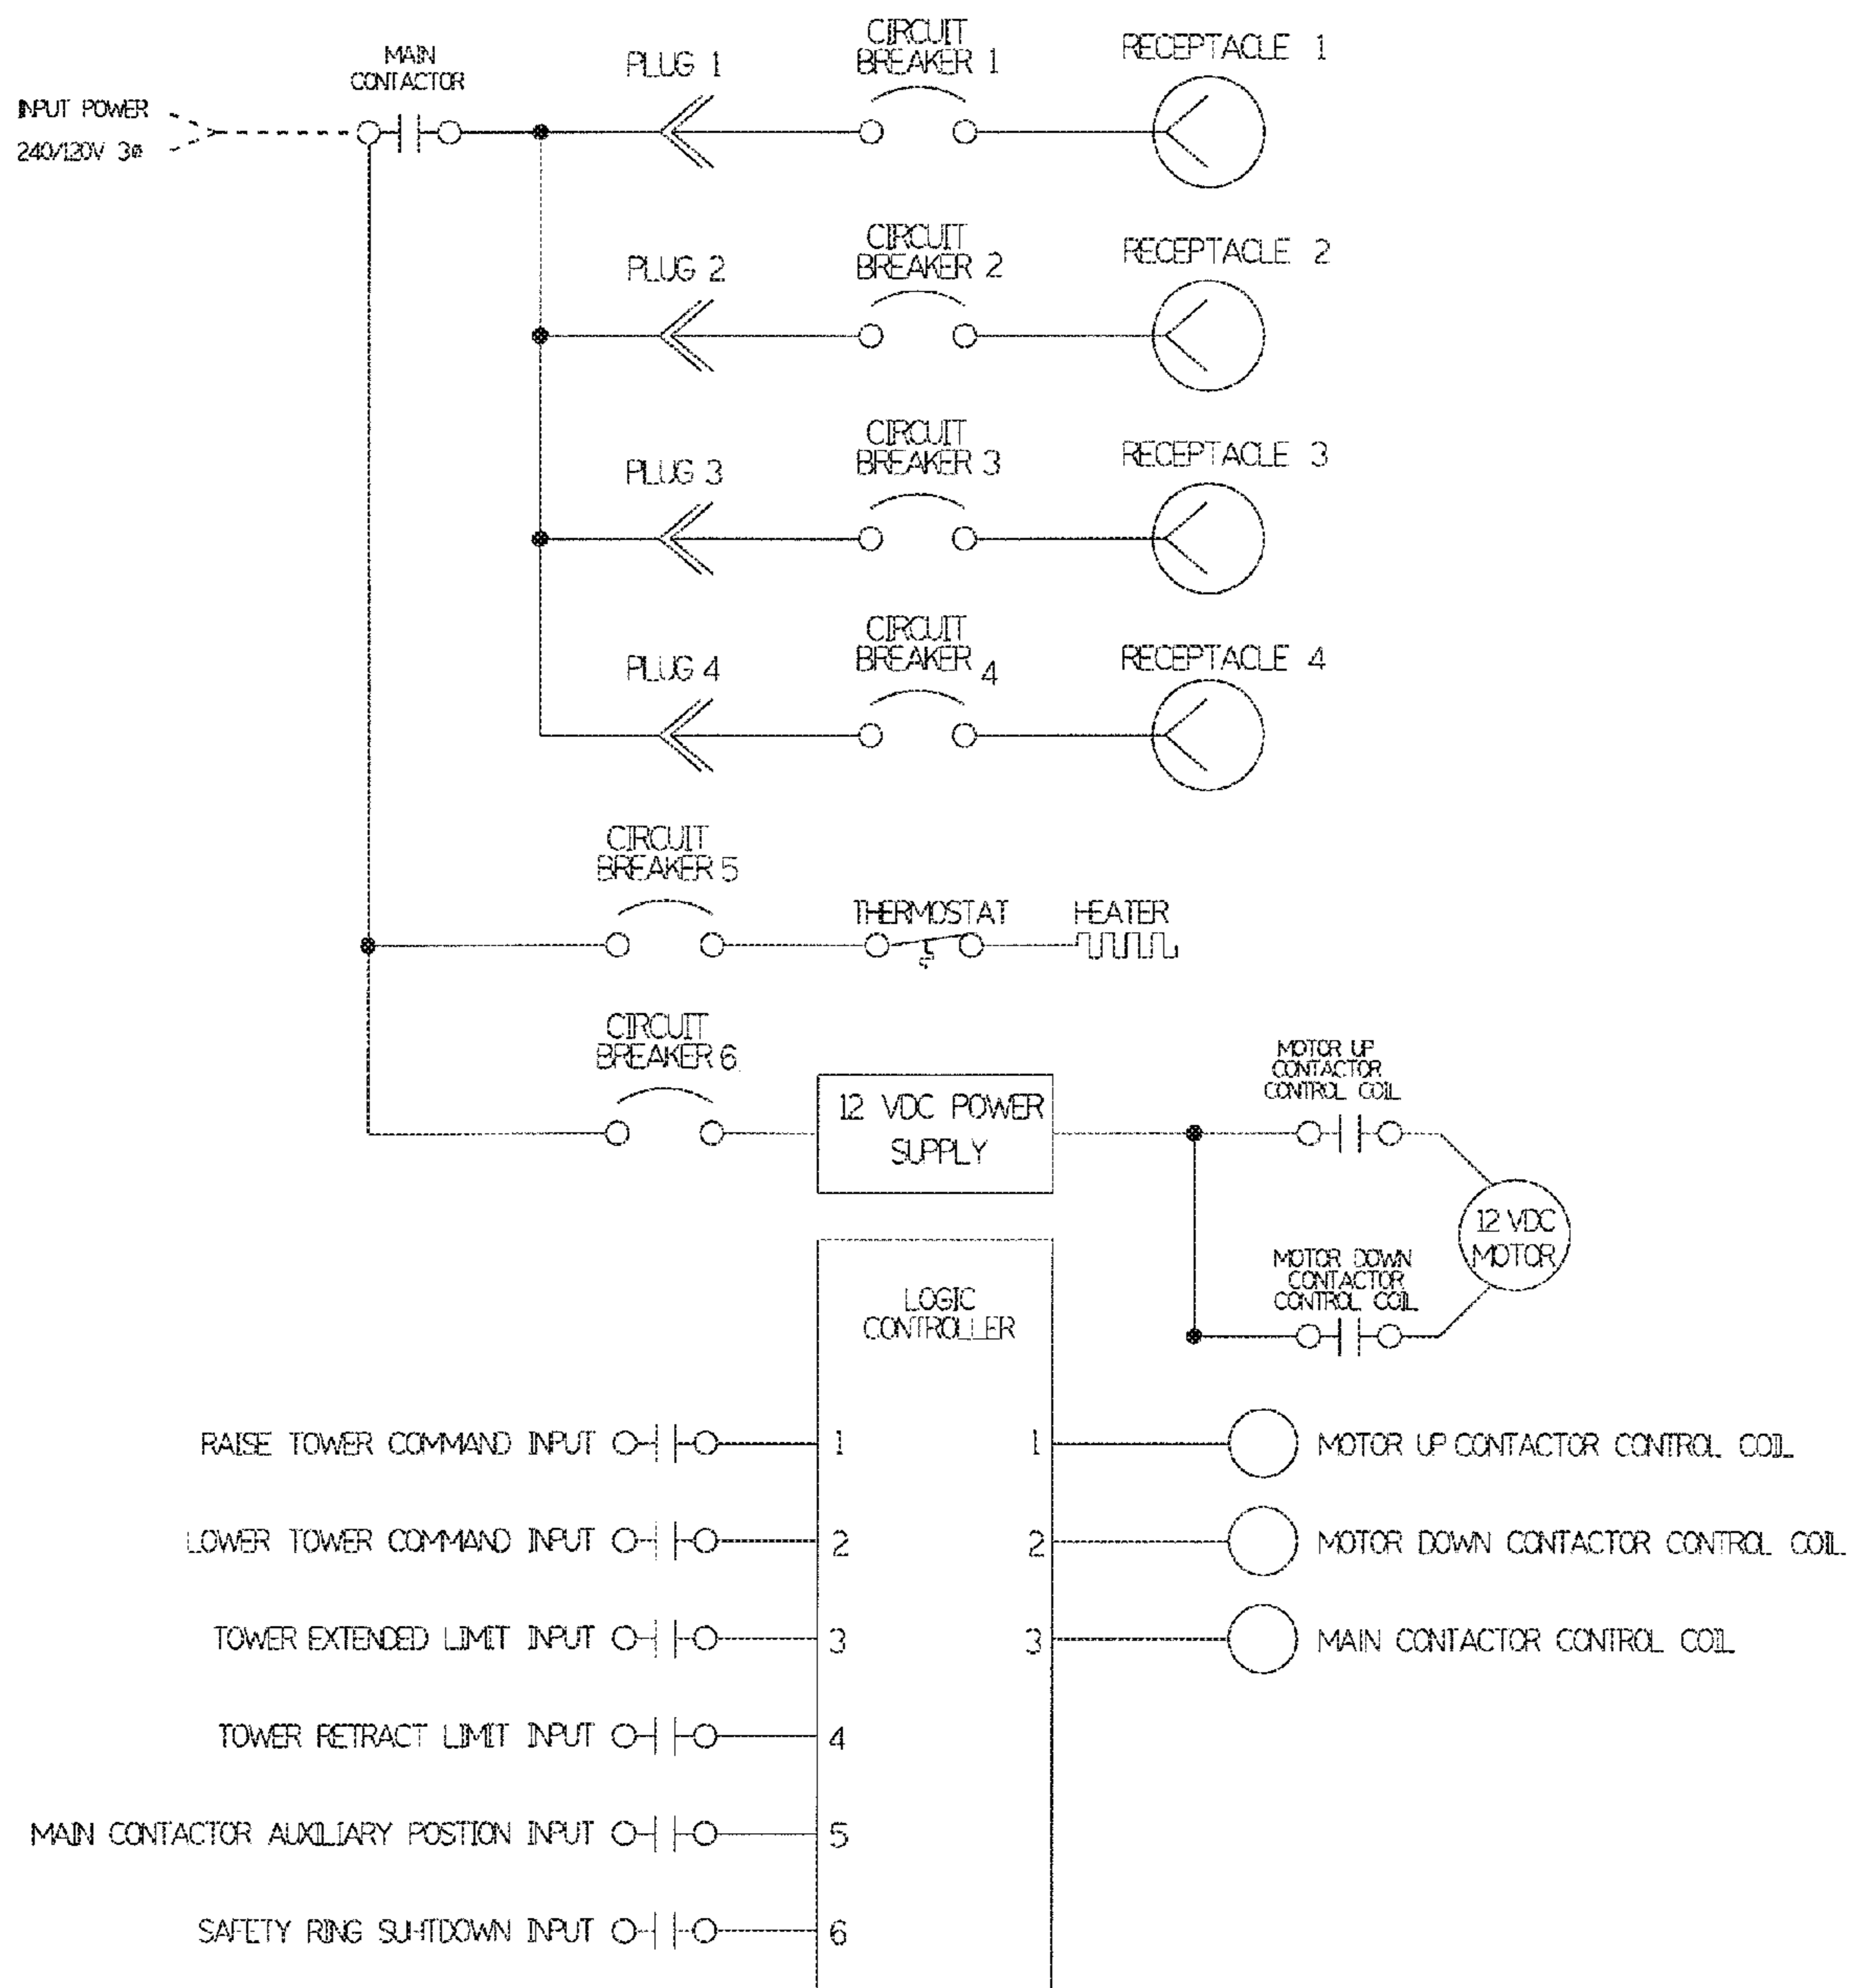 MAIN
CONTACTOR
INPUT POWER
240/120V 3ø
PLUG 1
CIRCUIT
BREAKER 1
RECEPTACLE 1
PLUG 2
CIRCUIT
BREAKER 2
RECEPTACLE 2
PLUG 3
CIRCUIT
BREAKER 3
RECEPTACLE 3
PLUG 4
CIRCUIT
BREAKER 4
RECEPTACLE 4
CIRCUIT
BREAKER 5
THERMOSTAT
HEATER
CIRCUIT
BREAKER 6
12 VDC POWER
SUPPLY
MOTOR UP
CONTACTOR
CONTROL COIL
12 VDC
MOTOR
MOTOR DOWN
CONTACTOR
CONTROL COIL
LOGIC
CONTROLLER
RAISE TOWER COMMAND INPUT 1
1 MOTOR UP CONTACTOR CONTROL COIL
LOWER TOWER COMMAND INPUT 2
2 MOTOR DOWN CONTACTOR CONTROL COIL
TOWER EXTENDED LIMIT INPUT 3
3 MAIN CONTACTOR CONTROL COIL
TOWER RETRACT LIMIT INPUT 4
MAIN CONTACTOR AUXILIARY POSTION INPUT 5
SAFETY RING SUHTDOWN INPUT 6